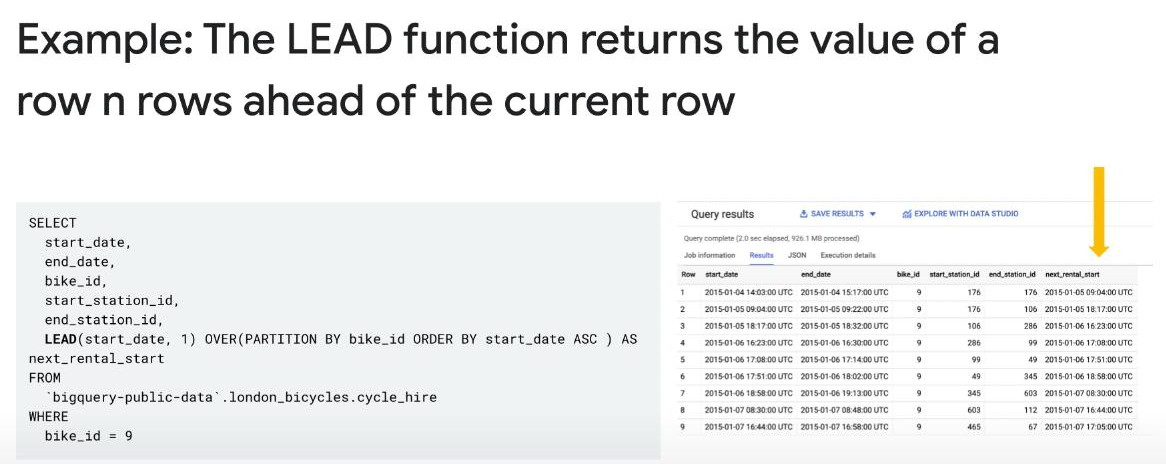 Example: The LEAD function returns the value of a
row n rows ahead of the current row
SELECT
start_date,
end_date,
bike_id,
start_station_id,
end_station_id,
LEAD(start_date, 1) OVER(PARTITION BY bike_id ORDER BY start_date ASC ) AS
next_rental_start
FROM
`bigquery-public-data`.london_bicycles.cycle_hire
WHERE
bike_id = 9
Query results SAVE RESULTS EXPLORE WITH DATA STUDIO
Query complete (2.0 sec elapsed, 926.1 MB processed)
Job information Results JSON Execution details
Row start_date end_date bike_id start_station_id end_station_id next_rental_start
1 2015-01-04 14:03:00 UTC 2015-01-04 15:17:00 UTC 9 176 176 2015-01-05 09:04:00 UTC
2 2015-01-05 09:04:00 UTC 2015-01-05 09:22:00 UTC 9 176 106 2015-01-05 18:17:00 UTC
3 2015-01-05 18:17:00 UTC 2015-01-05 18:32:00 UTC 9 106 286 2015-01-06 16:23:00 UTC
4 2015-01-06 16:23:00 UTC 2015-01-06 16:30:00 UTC 9 286 99 2015-01-06 17:08:00 UTC
5 2015-01-06 17:08:00 UTC 2015-01-06 17:14:00 UTC 9 99 49 2015-01-06 17:51:00 UTC
6 2015-01-06 17:51:00 UTC 2015-01-06 18:02:00 UTC 9 49 345 2015-01-06 18:58:00 UTC
7 2015-01-06 18:58:00 UTC 2015-01-06 19:13:00 UTC 9 345 603 2015-01-07 08:30:00 UTC
8 2015-01-07 08:30:00 UTC 2015-01-07 08:48:00 UTC 9 603 112 2015-01-07 16:44:00 UTC
9 2015-01-07 16:44:00 UTC 2015-01-07 16:58:00 UTC 9 465 67 2015-01-07 17:05:00 UTC